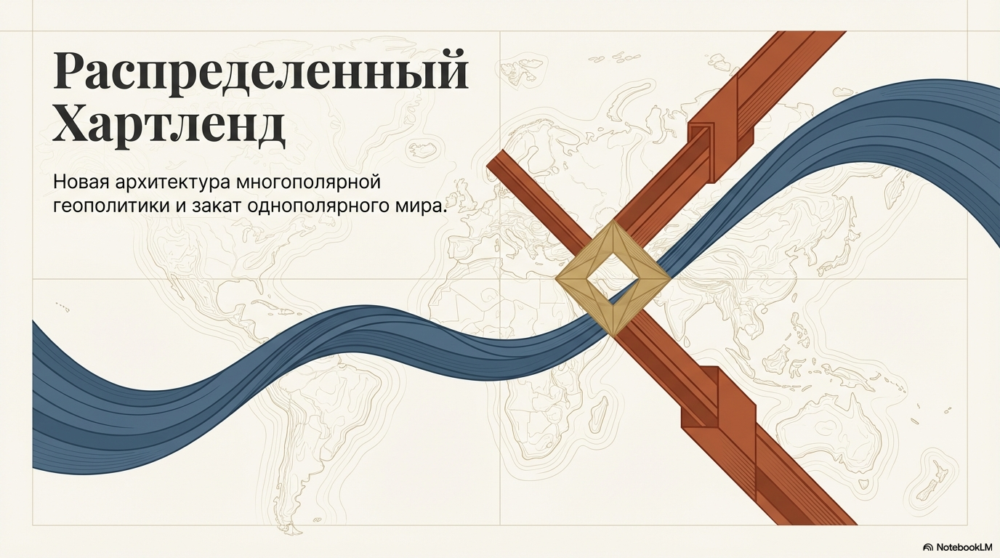 Распределенный
Хартленд
Новая архитектура многополярной
геополитики и закат однополярного мира.
NotebookLM